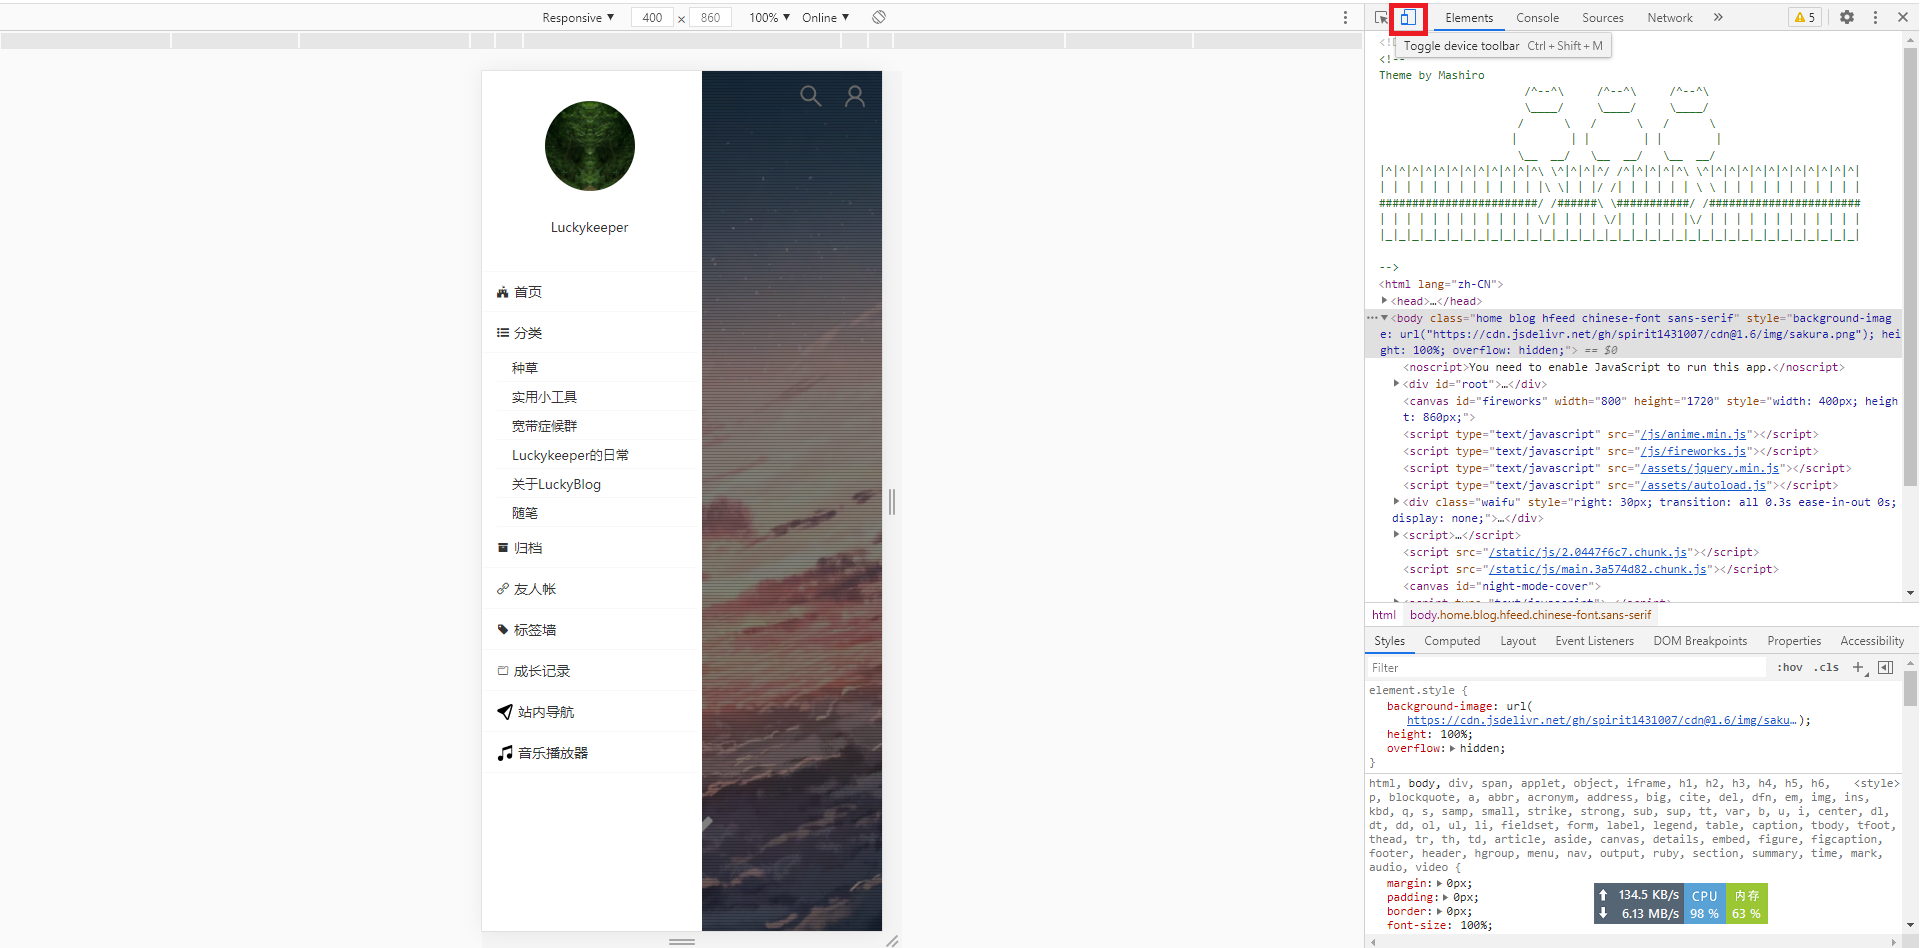 Responsive ▼ 400 × 860 100% ▼ Online ▼
Elements Console Sources Network » 5
Toggle device toolbar Ctrl + Shift + M
Luckykeeper
首页
分类
种草
实用小工具
宽带症候群
Luckykeeper的日常
关于LuckyBlog
随笔
归档
友人帐
标签墙
成长记录
站内导航
音乐播放器
<!--
Theme by Mashiro
-->
<html lang="zh-CN">
<head>…</head>
<body class="home blog hfeed chinese-font sans-serif" style="background-imag
e: url("https://cdn.jsdelivr.net/gh/spirit1431007/cdn@1.6/img/sakura.png"); hei
ght: 100%; overflow: hidden;"> == $0
<noscript>You need to enable JavaScript to run this app.</noscript>
<div id="root">…</div>
<canvas id="fireworks" width="800" height="1720" style="width: 400px; heigh
t: 860px;">
<script type="text/javascript" src="/js/anime.min.js"></script>
<script type="text/javascript" src="/js/fireworks.js"></script>
<script type="text/javascript" src="/assets/jquery.min.js"></script>
<script type="text/javascript" src="/assets/autoload.js"></script>
<div class="waifu" style="right: 30px; transition: all 0.3s ease-in-out 0s;
display: none;">…</div>
<script>…</script>
<script src="/static/js/2.0447f6c7.chunk.js"></script>
<script src="/static/js/main.3a574d82.chunk.js"></script>
<canvas id="night-mode-cover">
html body.home.blog.hfeed.chinese-font.sans-serif
Styles Computed Layout Event Listeners DOM Breakpoints Properties Accessibility
Filter :hov .cls +
element.style {
background-image: url(
https://cdn.jsdelivr.net/gh/spirit1431007/cdn@1.6/img/saku…);
height: 100%;
overflow: hidden;
}
html, body, div, span, applet, object, iframe, h1, h2, h3, h4, h5, h6, <style>
p, blockquote, a, abbr, acronym, address, big, cite, del, dfn, em, img, ins,
kbd, q, s, samp, small, strike, strong, sub, sup, tt, var, b, u, i, center, dl,
dt, dd, ol, ul, li, fieldset, form, label, legend, table, caption, tbody, tfoot,
thead, tr, th, td, article, aside, canvas, details, embed, figure, figcaption,
footer, header, hgroup, menu, nav, output, ruby, section, summary, time, mark,
audio, video {
margin: 0px;
padding: 0px;
border: 0px;
font-size: 100%;
134.5 KB/s CPU 内存
6.13 MB/s 98 % 63 %